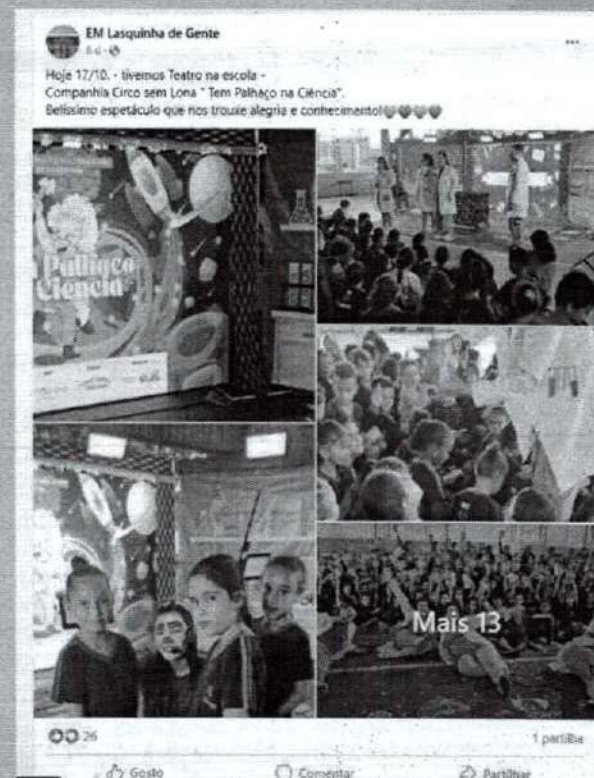 EM Lasquinha de Gente
6 d ·
Hoje 17/10. - tivemos Teatro na escola -
Companhia Circo sem Lona " Tem Palhaço na Ciência".
Belíssimo espetáculo que nos trouxe alegria e conhecimento!
Palhaço
Ciência
Mais 13
26
1 partilha
Gosto
Comentar
Partilhar